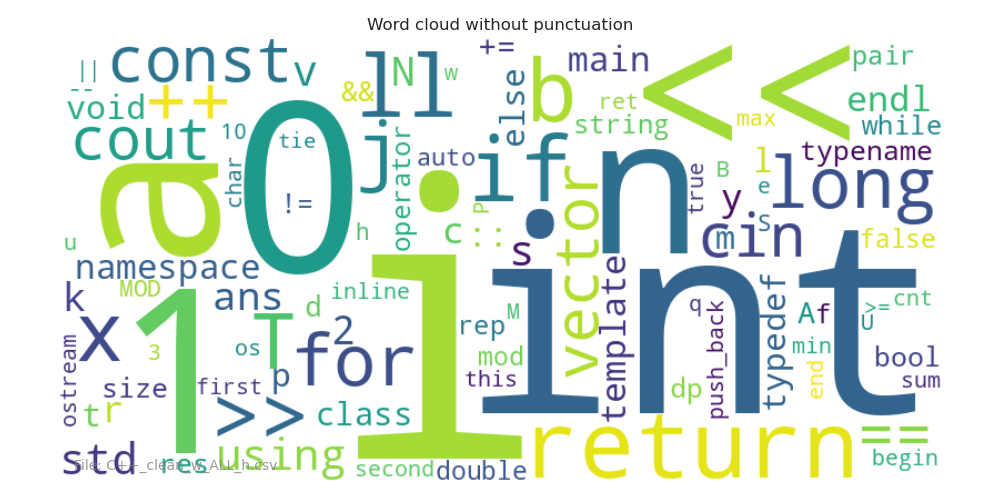 Word cloud without punctuation
|| const v ll N w += else b main << pair
-- void ++ && ret string max endl while
cout 10 0 tie j operator auto if n vector true B l typename
a char != h c :: P s y e S long
u namespace MOD ans inline i m cin false
k x 1 3 os T d 2 for rep M int template q push_back typedef Af >= cnt U
ostream size first p mod this dp min end bool sum
t r >> class
std res using second double return == begin
File: C++_clean_w_ALL_h.csv